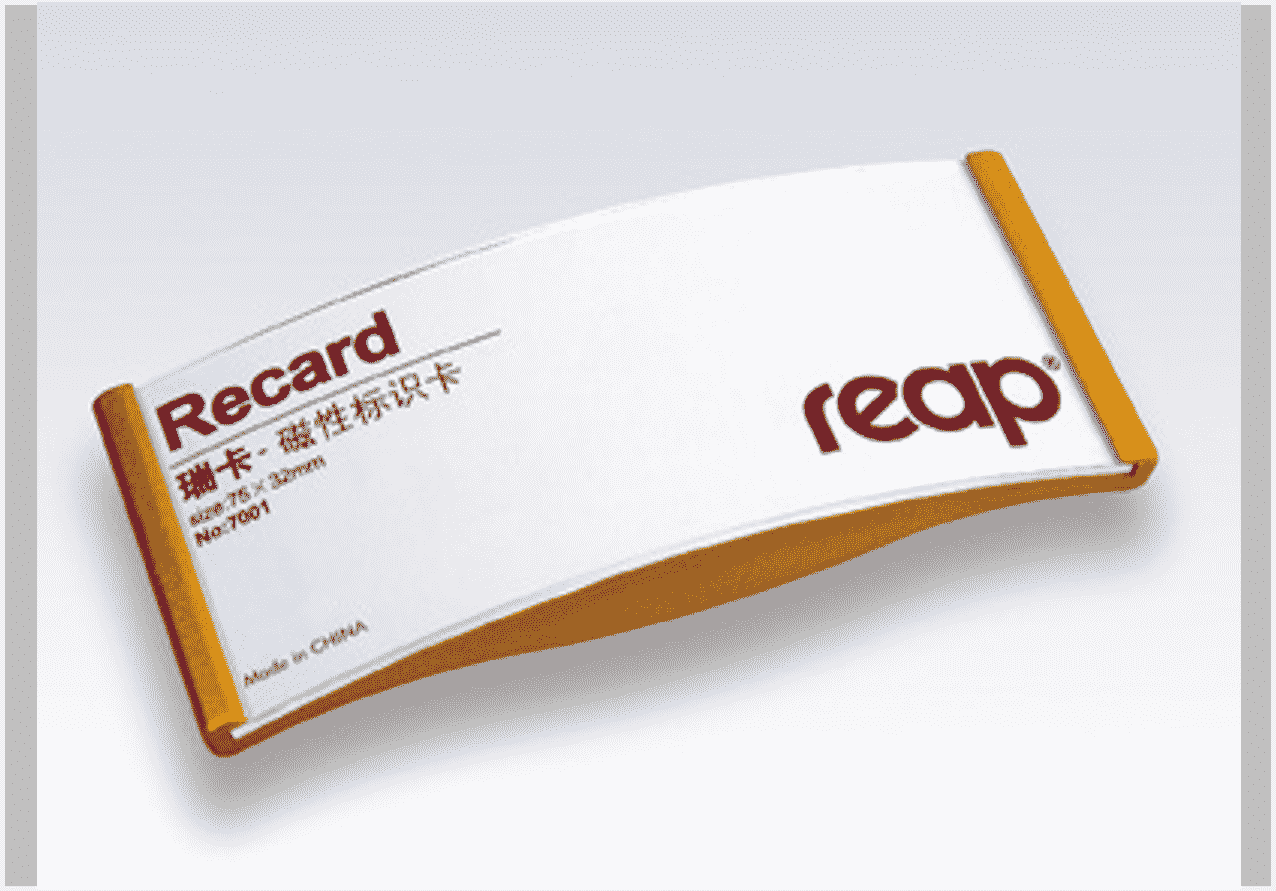 Recard
瑞卡 - 磁性标识卡
size:75 × 32mm
No:7001
reap®
Made in CHINA